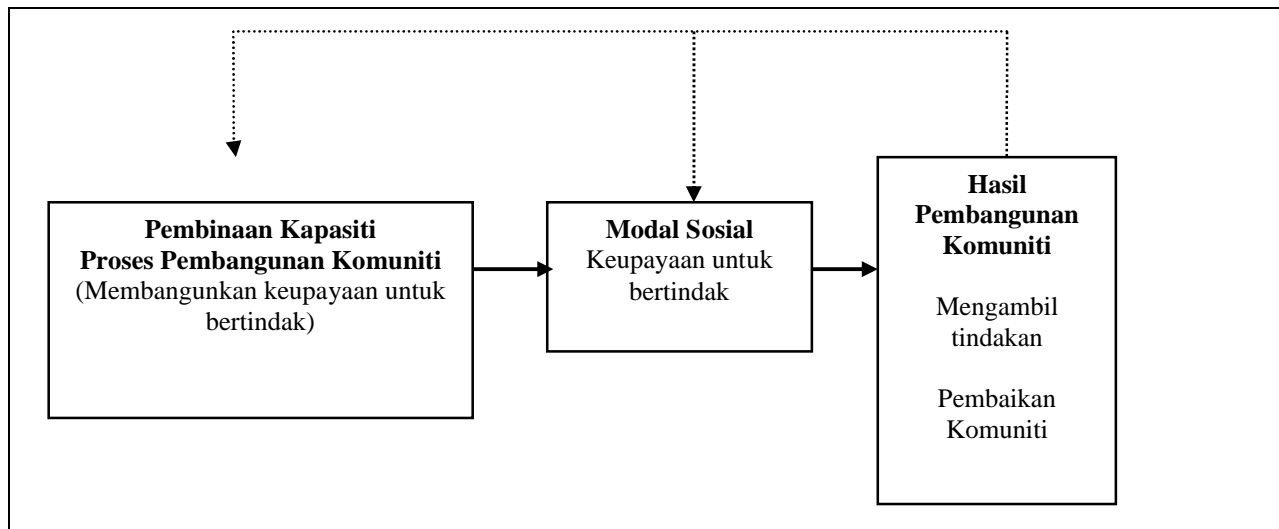 Pembinaan Kapasiti
Proses Pembangunan Komuniti
(Membangunkan keupayaan untuk
bertindak)
Modal Sosial
Keupayaan untuk
bertindak
Hasil
Pembangunan
Komuniti
Mengambil
tindakan
Pembaikan
Komuniti